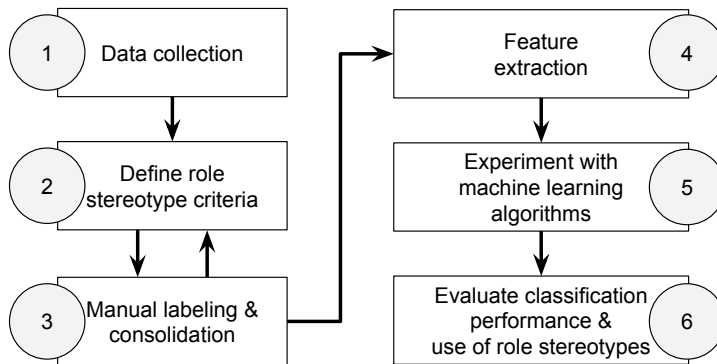 1
Data collection
2
Define role
stereotype criteria
3
Manual labeling &
consolidation
Feature
extraction
4
Experiment with
machine learning
algorithms
5
Evaluate classification
performance &
use of role stereotypes
6